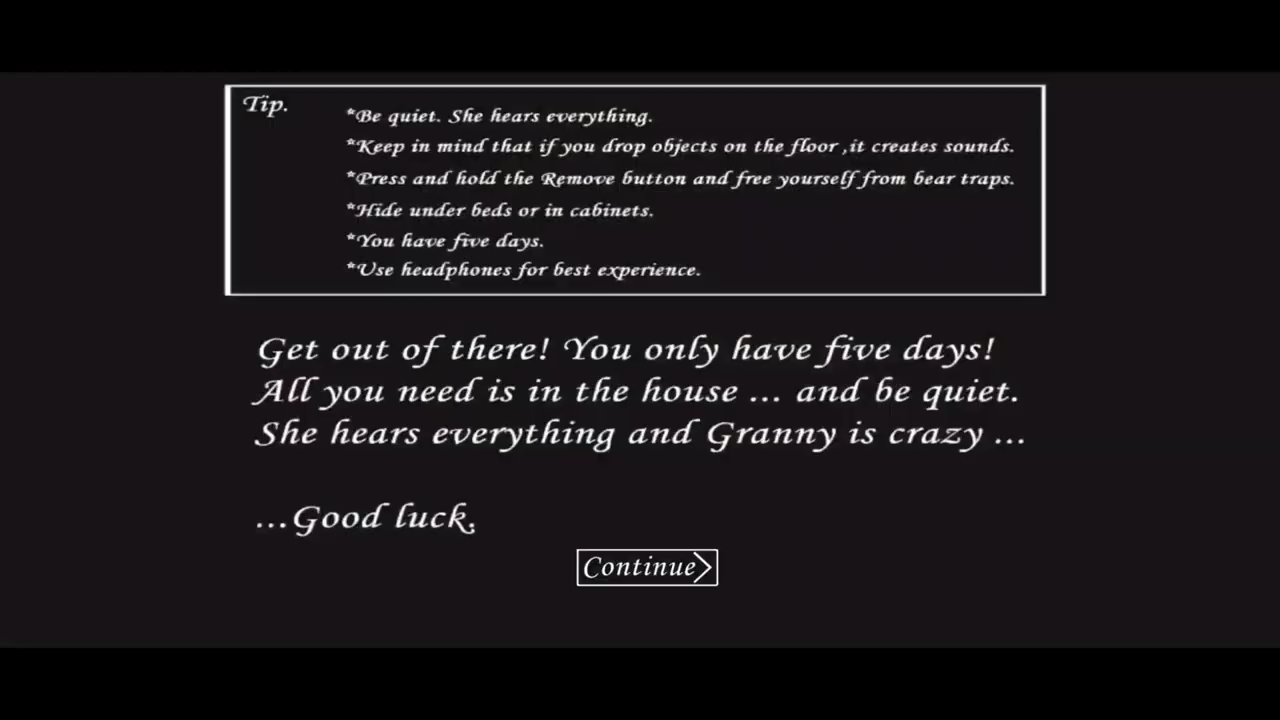 Tip.
*Be quiet. She hears everything.
*Keep in mind that if you drop objects on the floor ,it creates sounds.
*Press and hold the Remove button and free yourself from bear traps.
*Hide under beds or in cabinets.
*You have five days.
*Use headphones for best experience.
Get out of there! You only have five days!
All you need is in the house ... and be quiet.
She hears everything and Granny is crazy ...
...Good luck.
Continue>